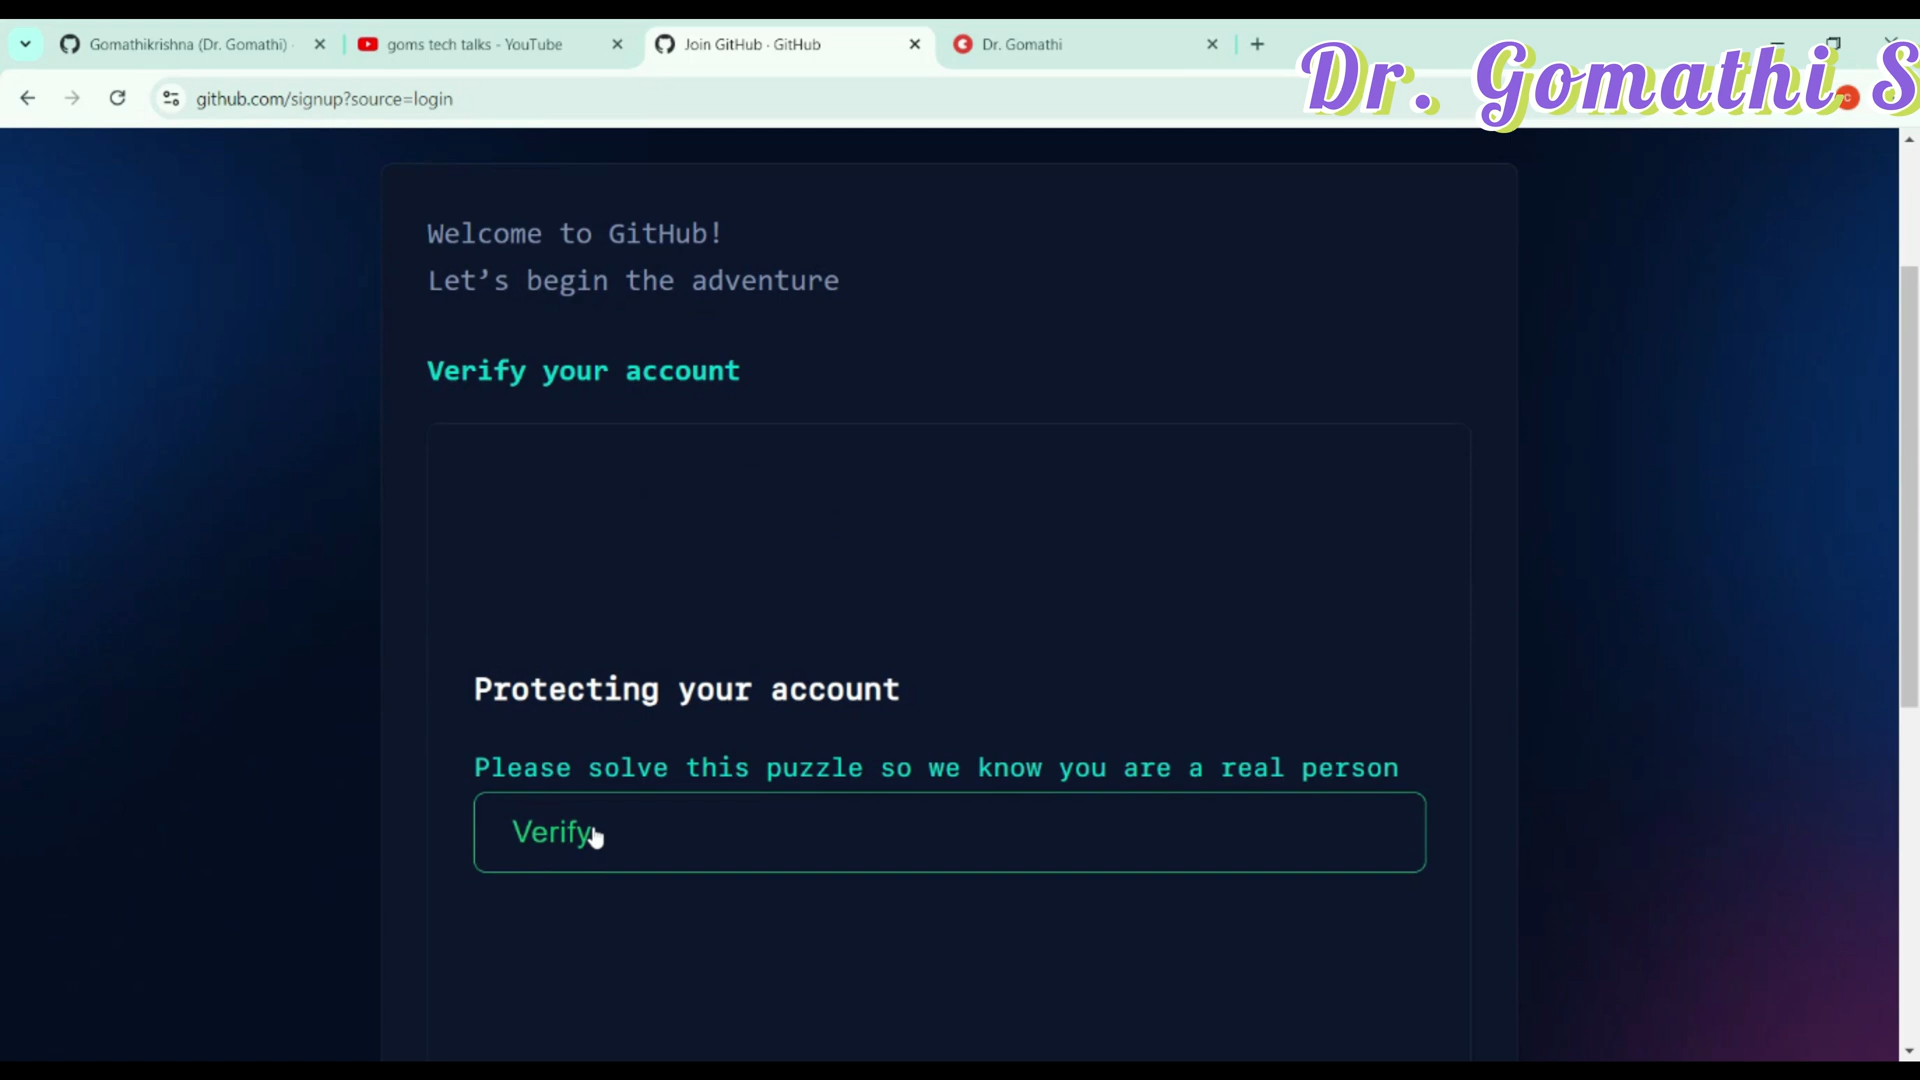 Gomathikrishna (Dr. Gomathi)
goms tech talks - YouTube
Join GitHub · GitHub
Dr. Gomathi
github.com/signup?source=login
Dr. Gomathi S
Welcome to GitHub!
Let’s begin the adventure
Verify your account
Protecting your account
Please solve this puzzle so we know you are a real person
Verify